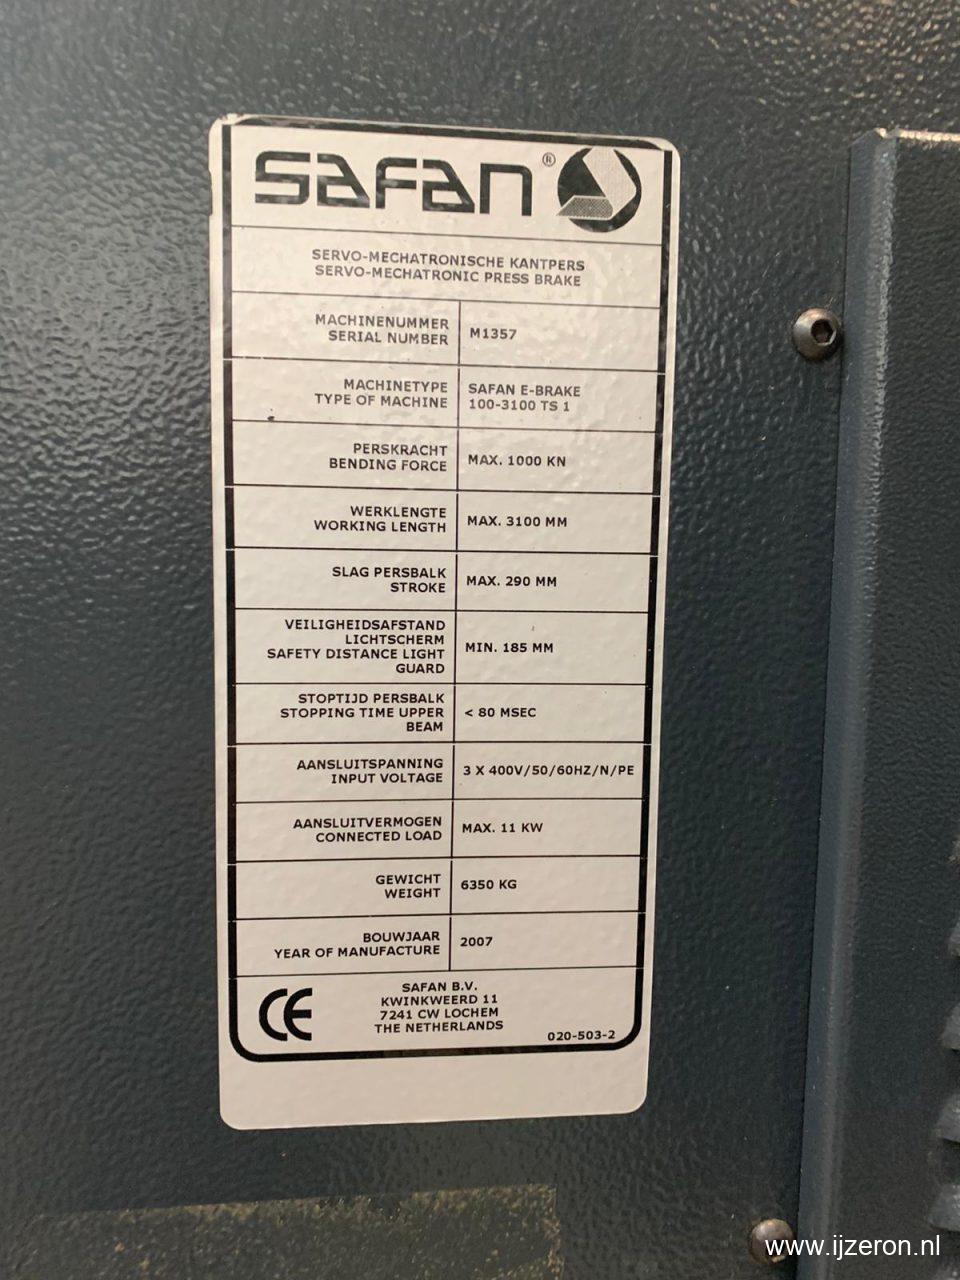 SAFAN®
SERVO-MECHATRONISCHE KANTPERS
SERVO-MECHATRONIC PRESS BRAKE
MACHINENUMMER
SERIAL NUMBER
M1357
MACHINETYPE
TYPE OF MACHINE
SAFAN E-BRAKE
100-3100 TS 1
PERSKRACHT
BENDING FORCE
MAX. 1000 KN
WERKLENGTE
WORKING LENGTH
MAX. 3100 MM
SLAG PERSBALK
STROKE
MAX. 290 MM
VEILIGHEIDSAFSTAND
LICHTSCHERM
SAFETY DISTANCE LIGHT
GUARD
MIN. 185 MM
STOPTIJD PERSBALK
STOPPING TIME UPPER
BEAM
< 80 MSEC
AANSLUITSPANNING
INPUT VOLTAGE
3 X 400V/50/60HZ/N/PE
AANSLUITVERMOGEN
CONNECTED LOAD
MAX. 11 KW
GEWICHT
WEIGHT
6350 KG
BOUWJAAR
YEAR OF MANUFACTURE
2007
CE
SAFAN B.V.
KWINKWEERD 11
7241 CW LOCHEM
THE NETHERLANDS
020-503-2
www.ijzeron.nl